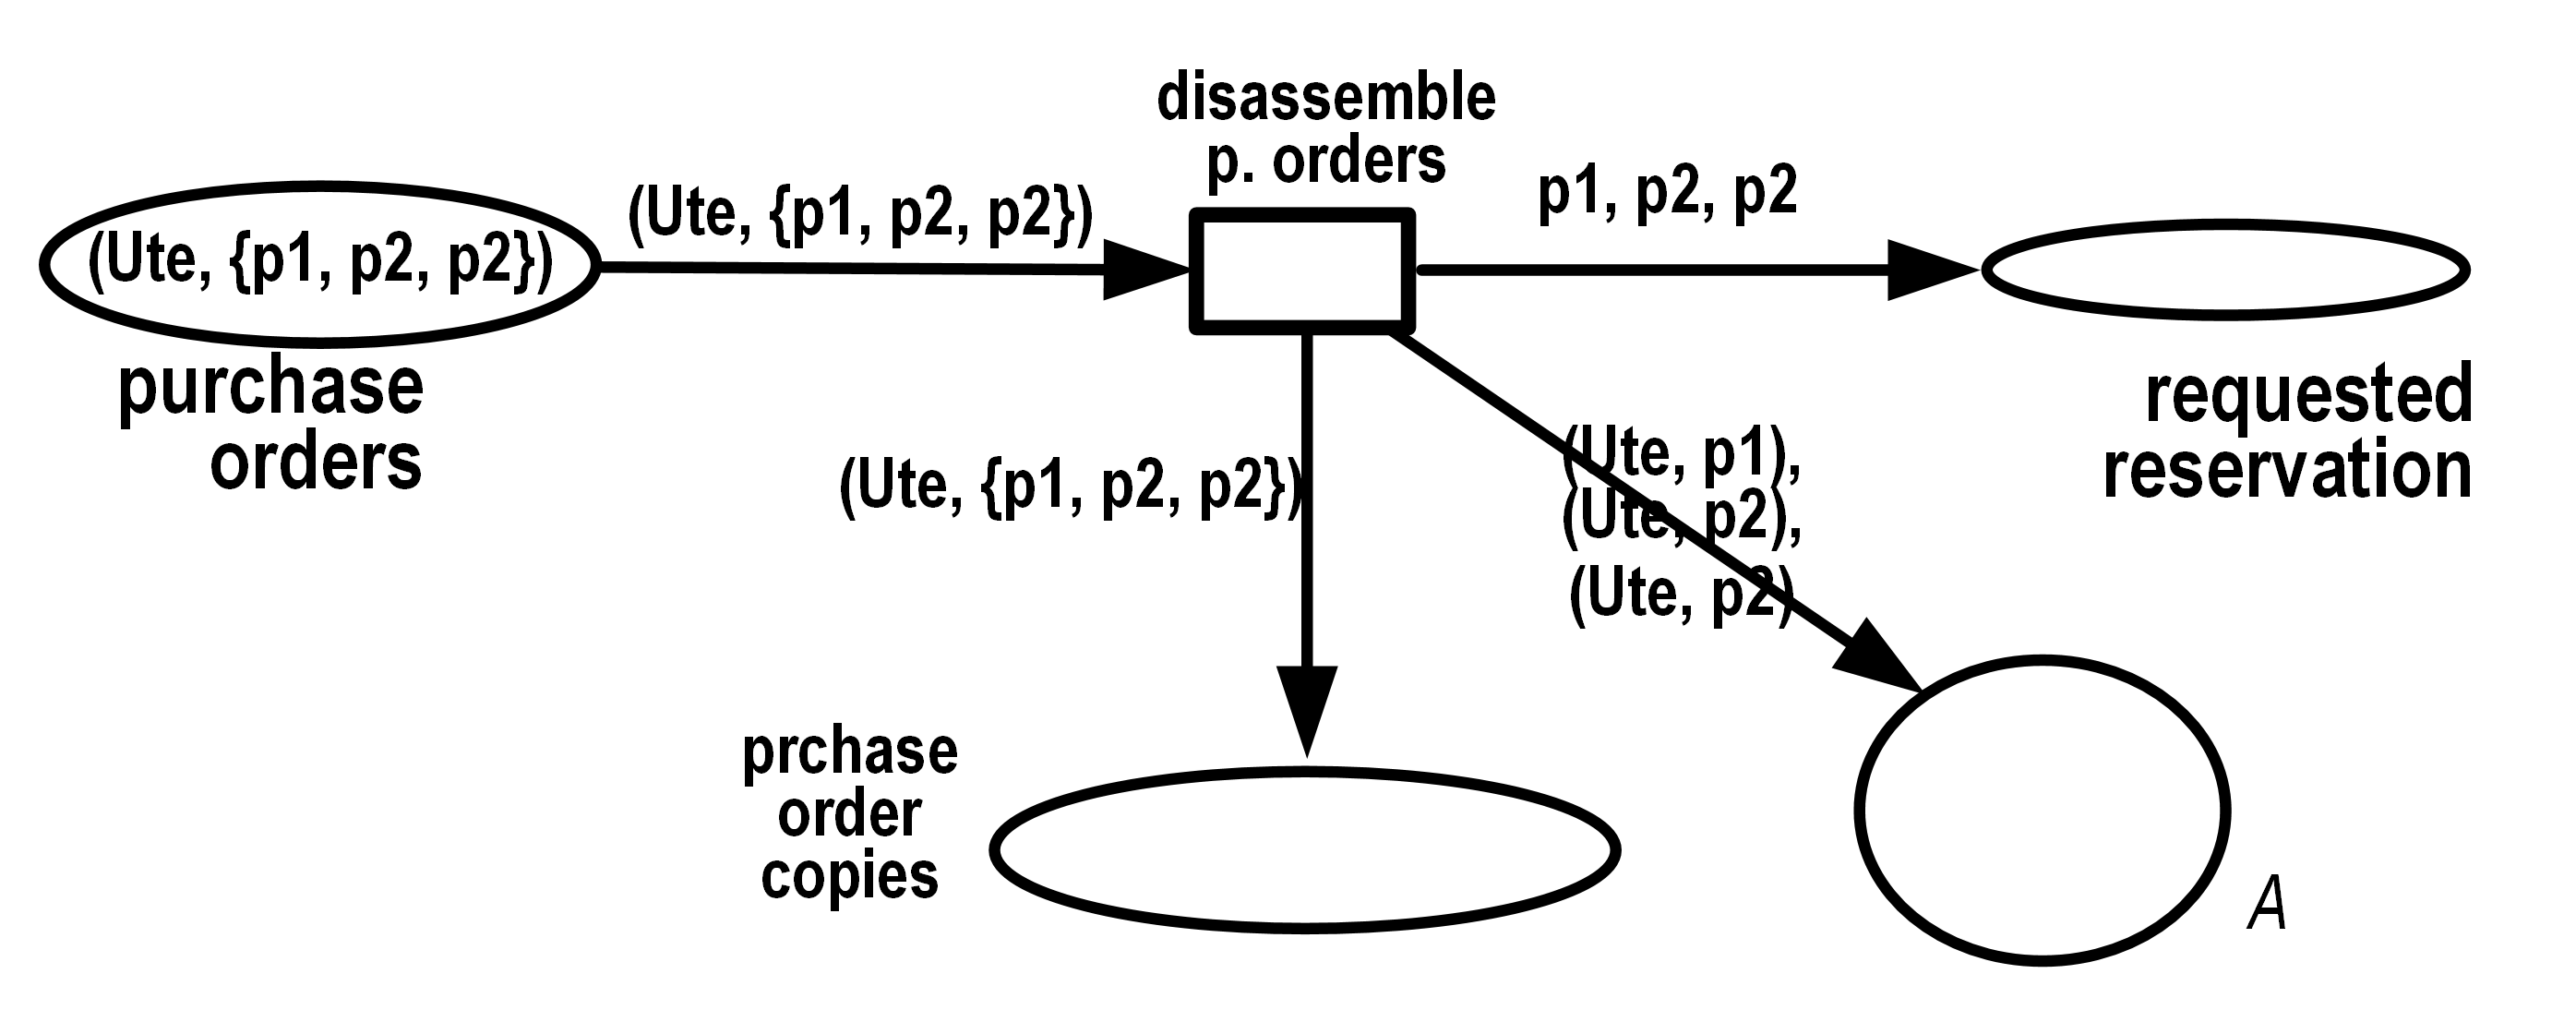 disassemble
p. orders
(Ute, {p1, p2, p2})
(Ute, {p1, p2, p2})
p1, p2, p2
purchase
orders
requested
reservation
(Ute, {p1, p2, p2})
(Ute, p1),
(Ute, p2),
(Ute, p2)
prchase
order
copies
A